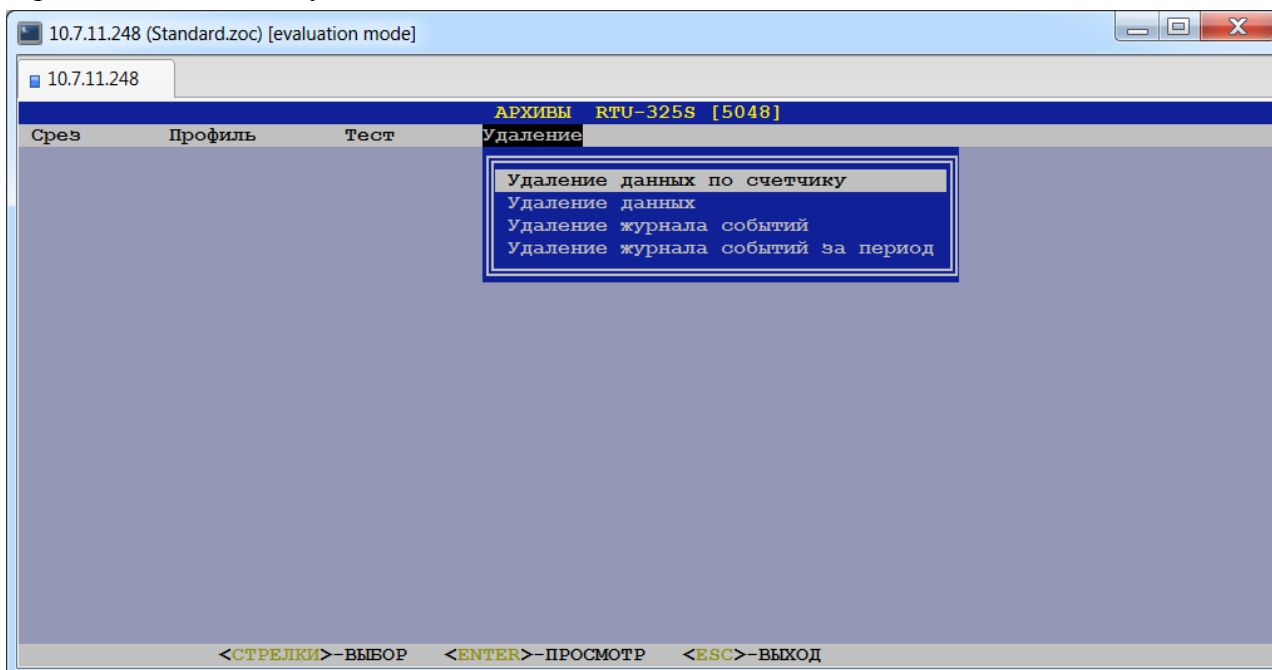 10.7.11.248 (Standard.zoc) [evaluation mode]
10.7.11.248
АРХИВЫ RTU-325S [5048]
Срез Профиль Тест Удаление
Удаление данных по счетчику
Удаление данных
Удаление журнала событий
Удаление журнала событий за период
<СТРЕЛКИ>-ВЫБОР <ENTER>-ПРОСМОТР <ESC>-ВЫХОД